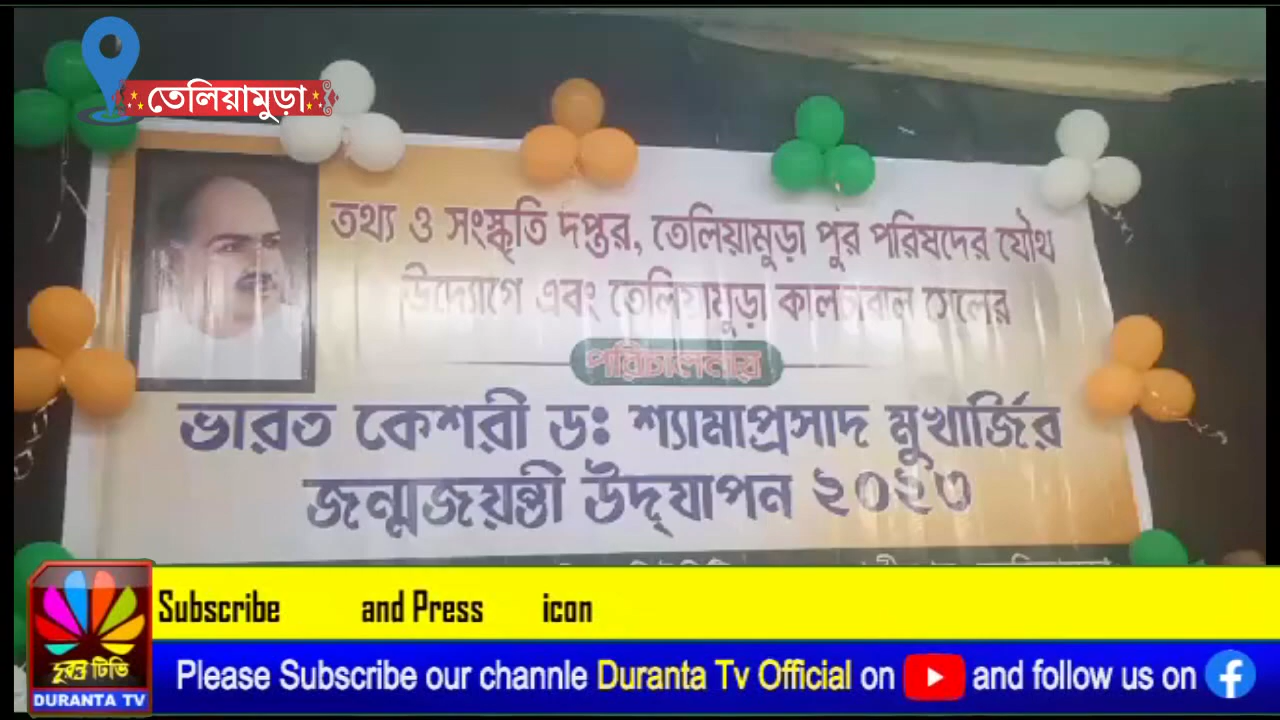 তেলিয়ামুড়া
তথ্য ও সংস্কৃতি দপ্তর, তেলিয়ামুড়া পুর পরিষদের যৌথ
উদ্যোগে এবং তেলিয়ামুড়া কালচারাল সেলের
পরিচালনায়
ভারত কেশরী ডঃ শ্যামাপ্রসাদ মুখার্জির
জন্মজয়ন্তী উদ্‌যাপন ২০২৩
Subscribe and Press icon
দুরন্ত টিভি
DURANTA TV
Please Subscribe our channle Duranta Tv Official on and follow us on